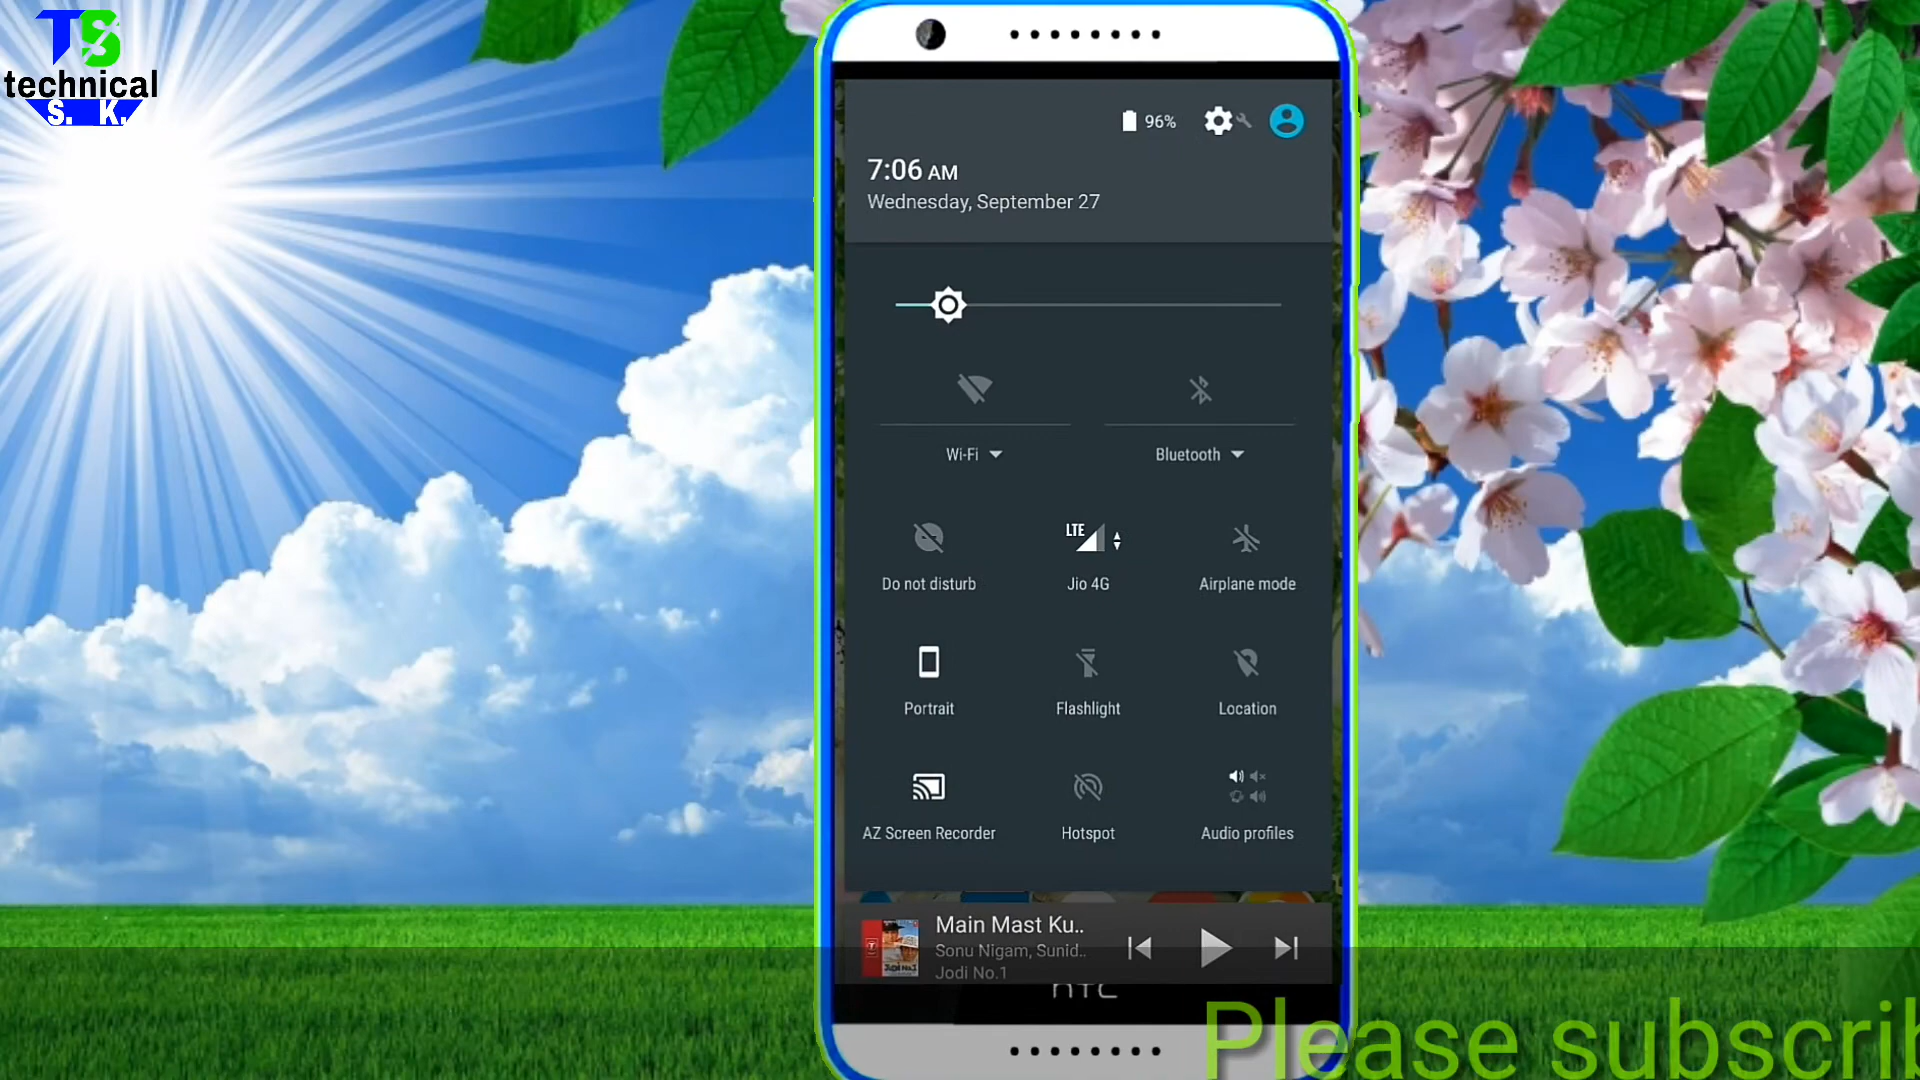 TS
technical
S. K.
96%
7:06 AM
Wednesday, September 27
Wi-Fi
Bluetooth
LTE
Do not disturb
Jio 4G
Airplane mode
Portrait
Flashlight
Location
AZ Screen Recorder
Hotspot
Audio profiles
Main Mast Ku..
Sonu Nigam, Sunid..
Jodi No.1
hTC
Please subscrib